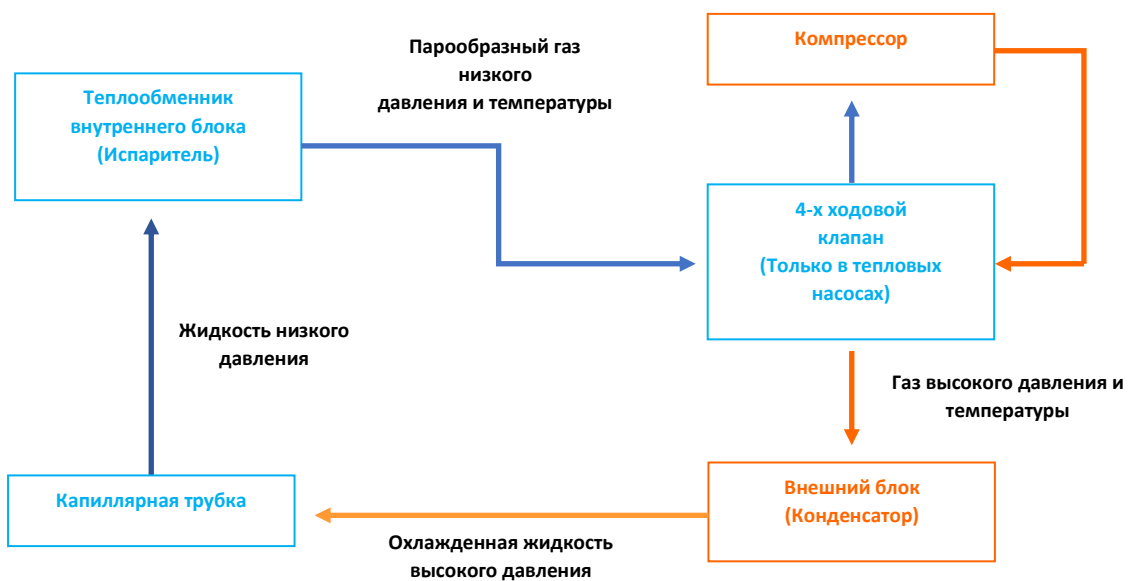 Парообразный газ
низкого
давления и температуры
Компрессор
Теплообменник
внутреннего блока
(Испаритель)
4-х ходовой
клапан
(Только в тепловых
насосах)
Жидкость низкого
давления
Газ высокого давления и
температуры
Капиллярная трубка
Внешний блок
(Конденсатор)
Охлажденная жидкость
высокого давления